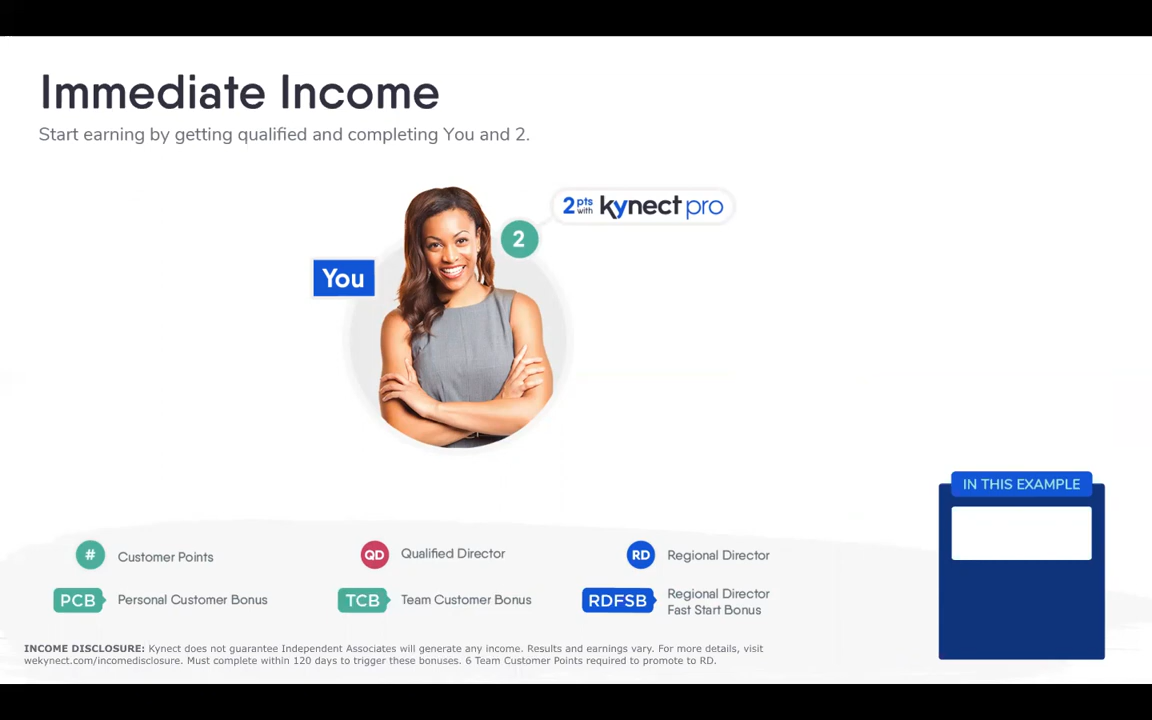 Immediate Income
Start earning by getting qualified and completing You and 2.
2 pts with kynect pro
2
You
IN THIS EXAMPLE
# Customer Points
QD Qualified Director
RD Regional Director
PCB Personal Customer Bonus
TCB Team Customer Bonus
RDFSB Regional Director
Fast Start Bonus
INCOME DISCLOSURE: Kynect does not guarantee Independent Associates will generate any income. Results and earnings vary. For more details, visit
wekynect.com/incomedisclosure. Must complete within 120 days to trigger these bonuses. 6 Team Customer Points required to promote to RD.